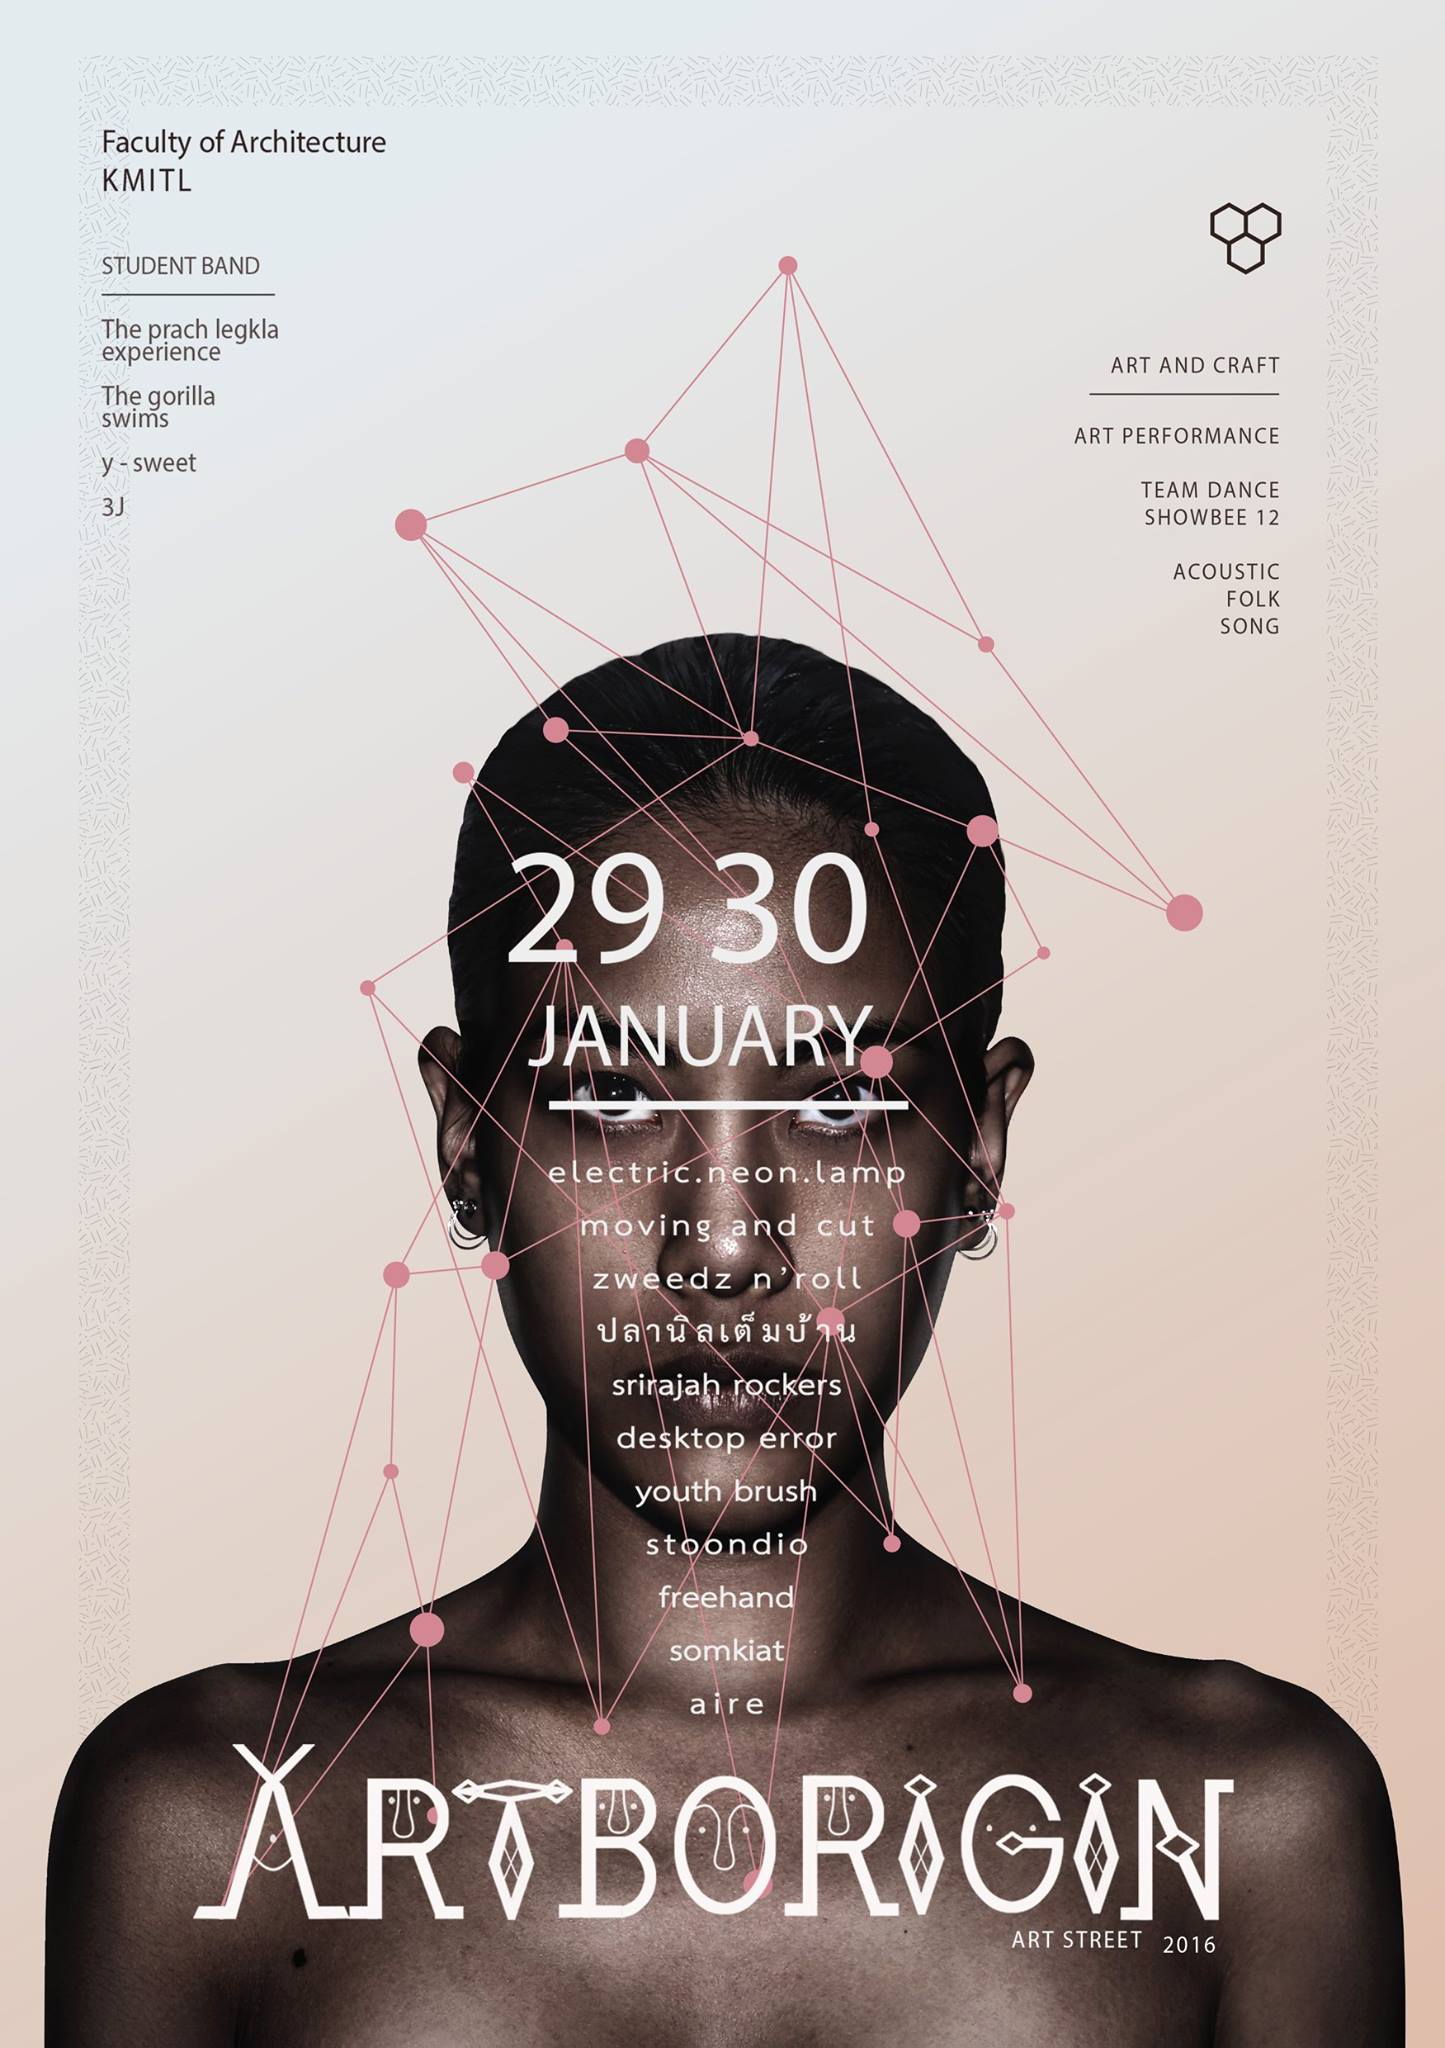 Faculty of Architecture
KMITL
STUDENT BAND
The prach legkla
experience
The gorilla
swims
y - sweet
3J
ART AND CRAFT
ART PERFORMANCE
TEAM DANCE
SHOWBEE 12
ACOUSTIC
FOLK
SONG
29 30
JANUARY
electric.neon.lamp
moving and cut
zweedz n’roll
ปลานิลเต็มบ้าน
srirajah rockers
desktop error
youth brush
stoondio
freehand
somkiat
aire
ARTBORIGIN
ART STREET 2016